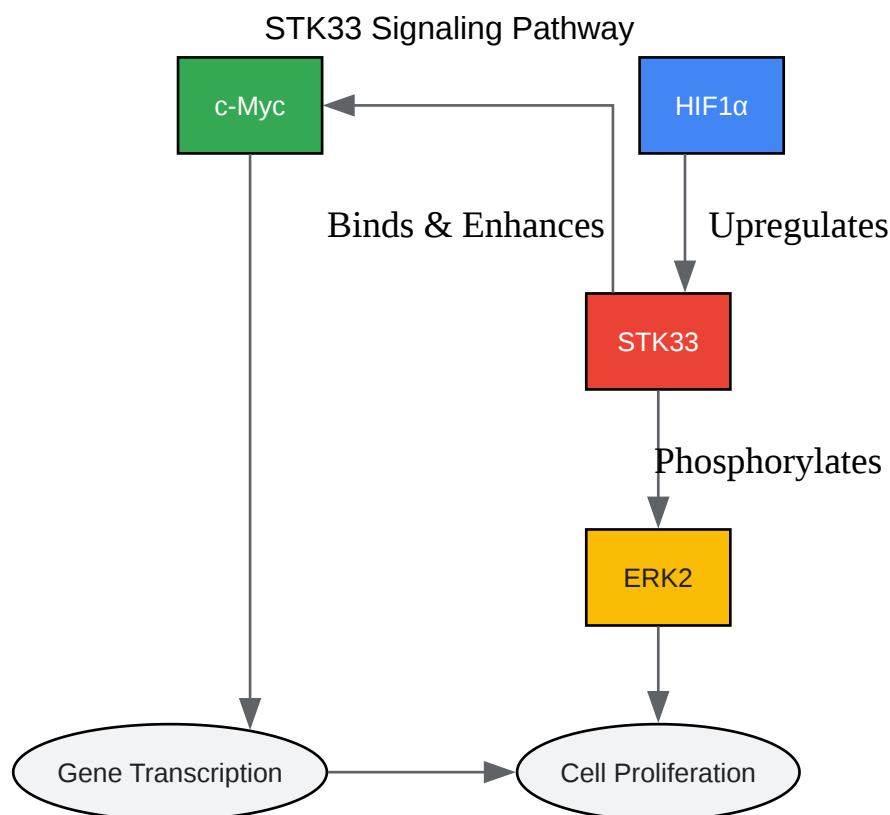 STK33 Signaling Pathway
c-Myc
HIF1α
Binds & Enhances
Upregulates
STK33
Phosphorylates
ERK2
Gene Transcription
Cell Proliferation